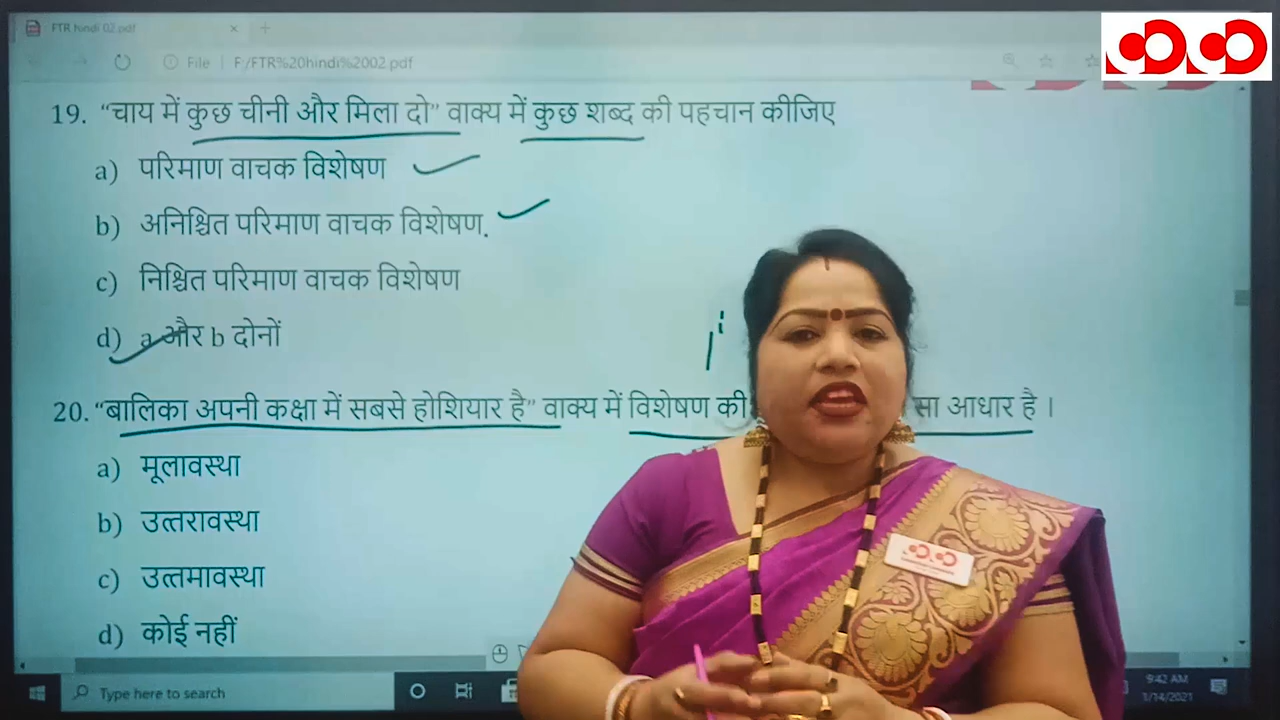 FTR hindi 02.pdf
File F:/FTR%20hindi%2002.pdf
19. “चाय में कुछ चीनी और मिला दो” वाक्य में कुछ शब्द की पहचान कीजिए
a) परिमाण वाचक विशेषण
b) अनिश्चित परिमाण वाचक विशेषण.
c) निश्चित परिमाण वाचक विशेषण
d) a और b दोनों
20. “बालिका अपनी कक्षा में सबसे होशियार है” वाक्य में विशेषण की सा आधार है ।
a) मूलावस्था
b) उत्तरावस्था
c) उत्तमावस्था
d) कोई नहीं
Type here to search
9:42 AM
1/14/2021